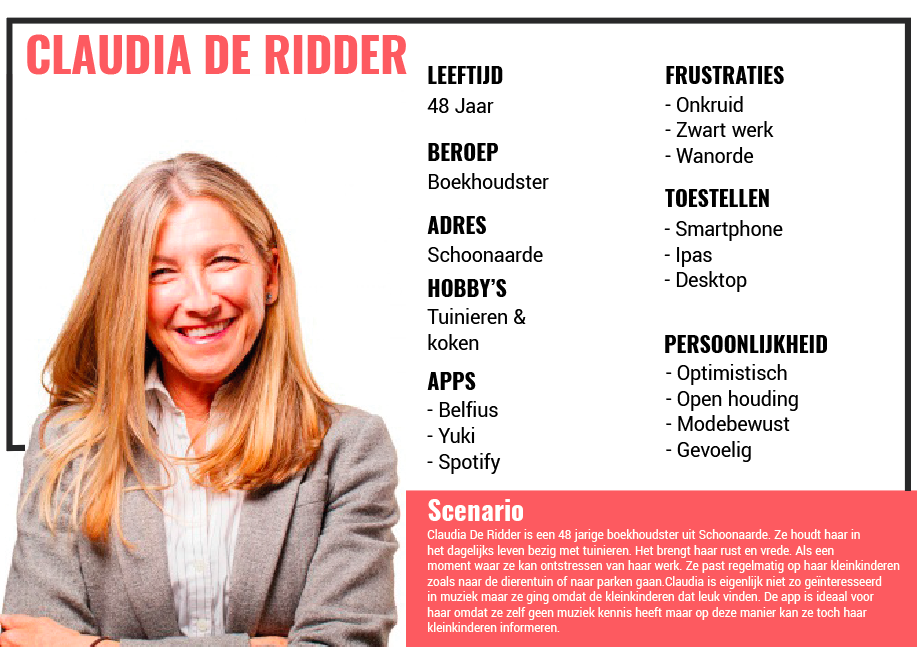 CLAUDIA DE RIDDER
LEEFTIJD
48 Jaar
BEROEP
Boekhoudster
ADRES
Schoonaarde
HOBBY'S
Tuinieren &
koken
APPS
- Belfius
- Yuki
- Spotify
FRUSTRATIES
- Onkruid
- Zwart werk
- Wanorde
TOESTELLEN
- Smartphone
- Ipas
- Desktop
PERSOONLIJKHEID
- Optimistisch
- Open houding
- Modebewust
- Gevoelig
Scenario
Claudia De Ridder is een 48 jarige boekhoudster uit Schoonaarde. Ze houdt haar in
het dagelijks leven bezig met tuinieren. Het brengt haar rust en vrede. Als een
moment waar ze kan ontstressen van haar werk. Ze past regelmatig op haar kleinkinderen
zoals naar de dierentuin of naar parken gaan.Claudia is eigenlijk niet zo geïnteresseerd
in muziek maar ze ging omdat de kleinkinderen dat leuk vinden. De app is ideaal voor
haar omdat ze zelf geen muziek kennis heeft maar op deze manier kan ze toch haar
kleinkinderen informeren.